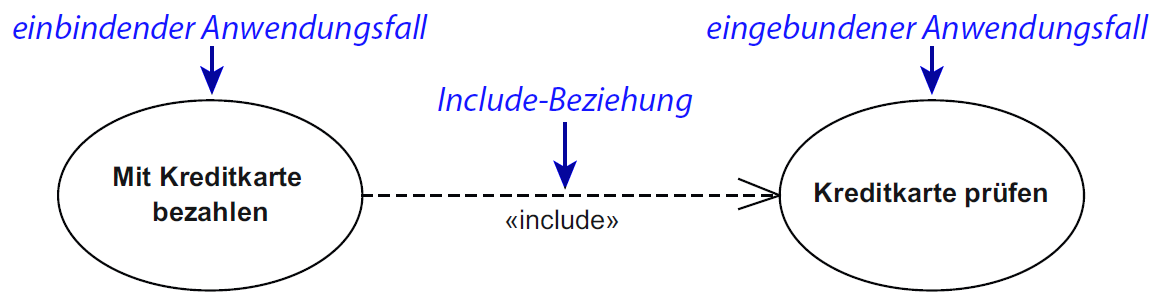 einbindender Anwendungsfall
eingebundener Anwendungsfall
Include-Beziehung
Mit Kreditkarte
bezahlen
«include»
Kreditkarte prüfen